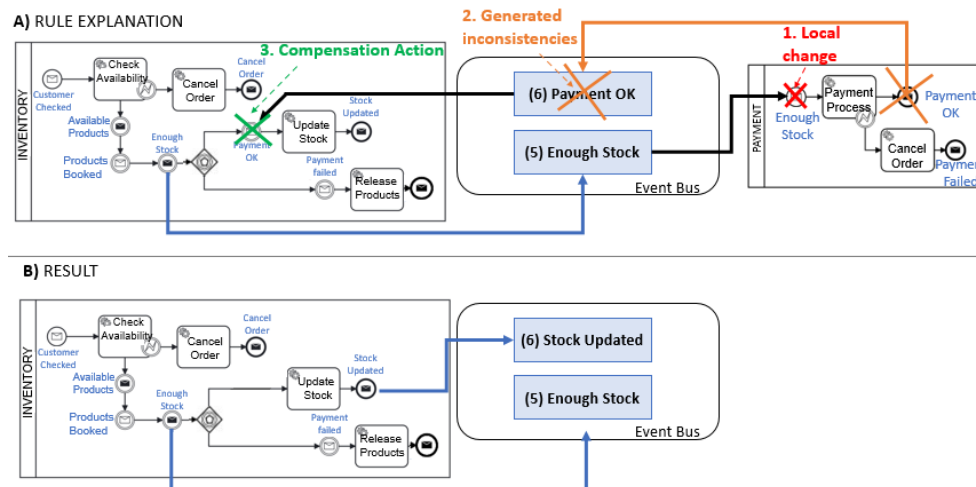 A) RULE EXPLANATION
2. Generated
inconsistencies
1. Local
change
3. Compensation Action
INVENTORY
Customer
Checked
Check
Availability
Cancel
Order
Cancel
Order
Available
Products
Products
Booked
Enough
Stock
Payment
OK
Update
Stock
Stock
Updated
Payment
failed
Release
Products
(6) Payment OK
(5) Enough Stock
Event Bus
PAYMENT
Enough
Stock
Payment
Process
Payment
OK
Cancel
Order
Paymen
Failed
B) RESULT
INVENTORY
Customer
Checked
Check
Availability
Cancel
Order
Cancel
Order
Available
Products
Products
Booked
Enough
Stock
Update
Stock
Stock
Updated
Payment
failed
Release
Products
(6) Stock Updated
(5) Enough Stock
Event Bus